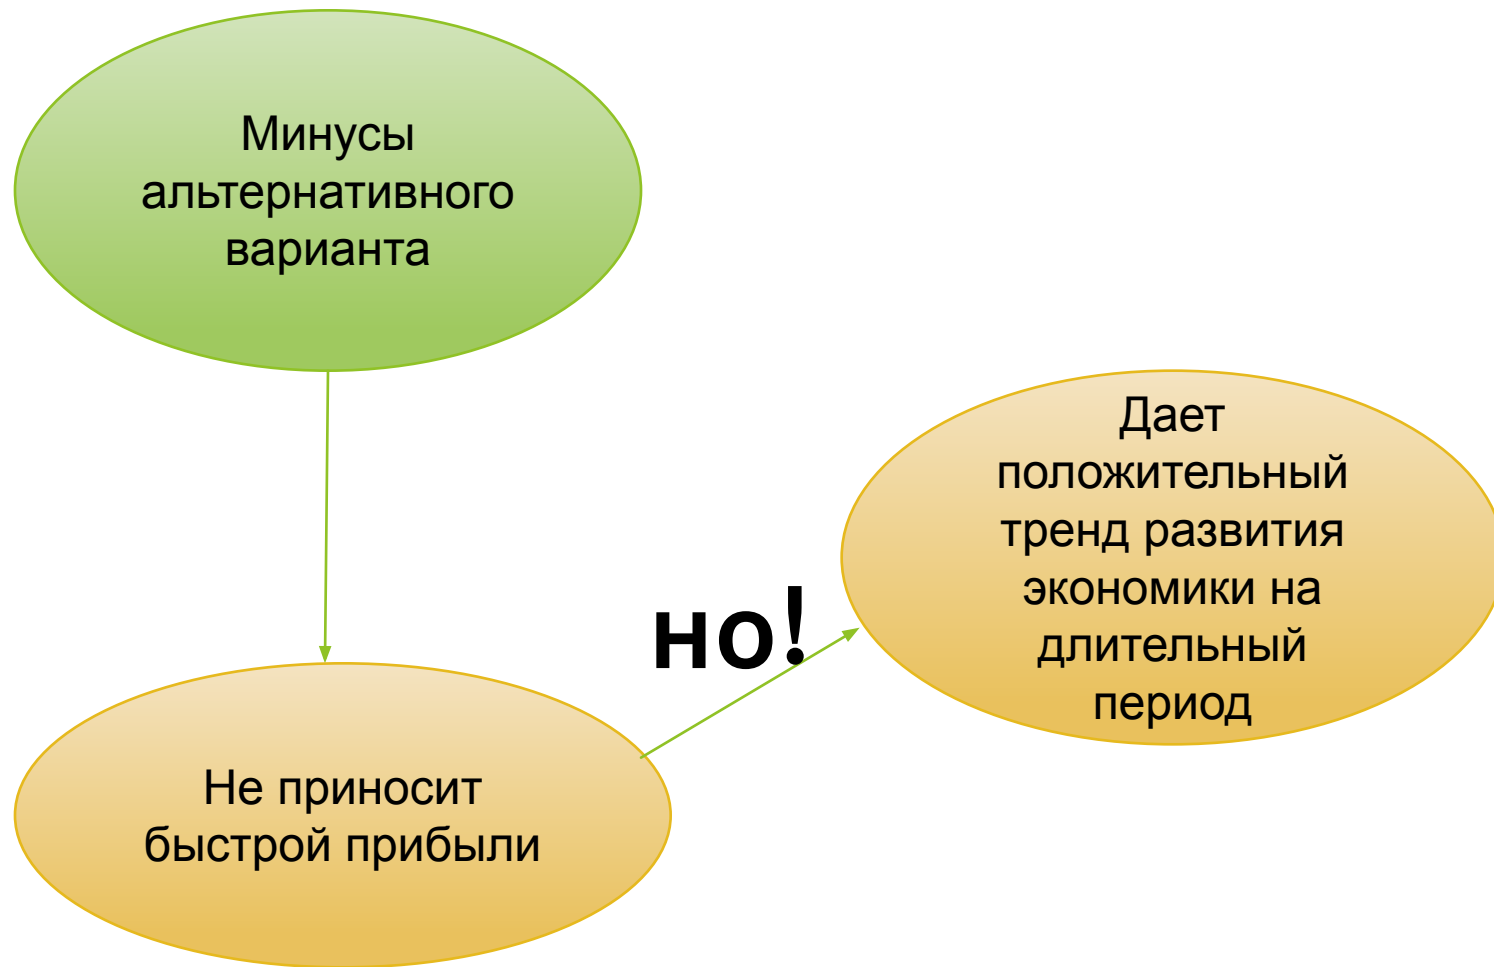 Минусы
альтернативного
варианта
Не приносит
быстрой прибыли
но!
Дает
положительный
тренд развития
экономики на
длительный
период